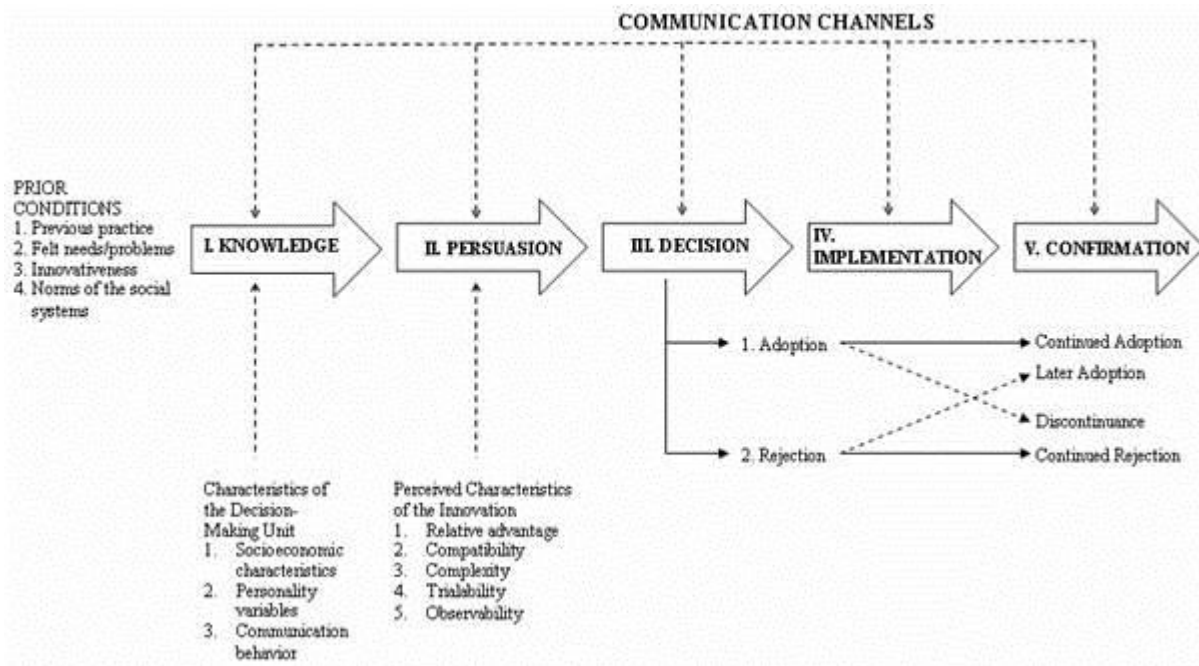 COMMUNICATION CHANNELS
PRIOR
CONDITIONS
1. Previous practice
2. Felt needs/problems
3. Innovativeness
4. Norms of the social
systems
I. KNOWLEDGE
II. PERSUASION
III. DECISION
IV.
IMPLEMENTATION
V. CONFIRMATION
1. Adoption
2. Rejection
Continued Adoption
Later Adoption
Discontinuance
Continued Rejection
Characteristics of
the Decision-
Making Unit
1. Socioeconomic
characteristics
2. Personality
variables
3. Communication
behavior
Perceived Characteristics
of the Innovation
1. Relative advantage
2. Compatibility
3. Complexity
4. Trialability
5. Observability